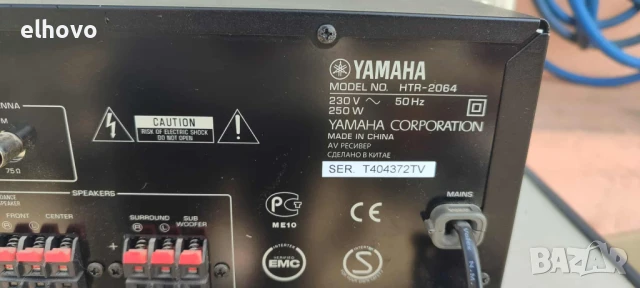 elhovo
YAMAHA
MODEL NO. HTR-2064
230 V ~ 50 Hz
250 W
YAMAHA CORPORATION
MADE IN CHINA
AV РЕСИВЕР
СДЕЛАНО В КИТАЕ
SER. T404372TV
CAUTION
RISK OF ELECTRIC SHOCK
DO NOT OPEN
75 Ω
SPEAKERS
FRONT CENTER
SURROUND SUB WOOFER
R L
L
+
РС
ME10
CE
EMC
S
MAINS
BAZAR